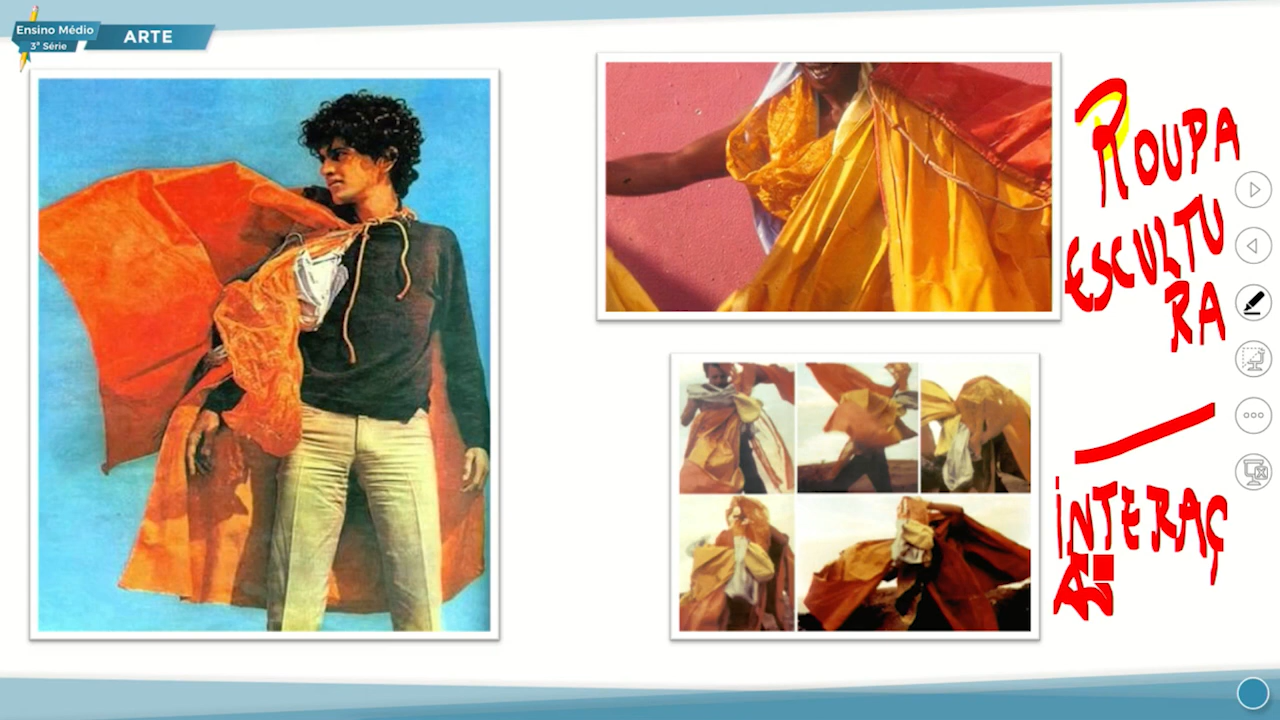 Ensino Médio
3ª Série
ARTE
ROUPA
ESCULTU
RA
INTERAÇ